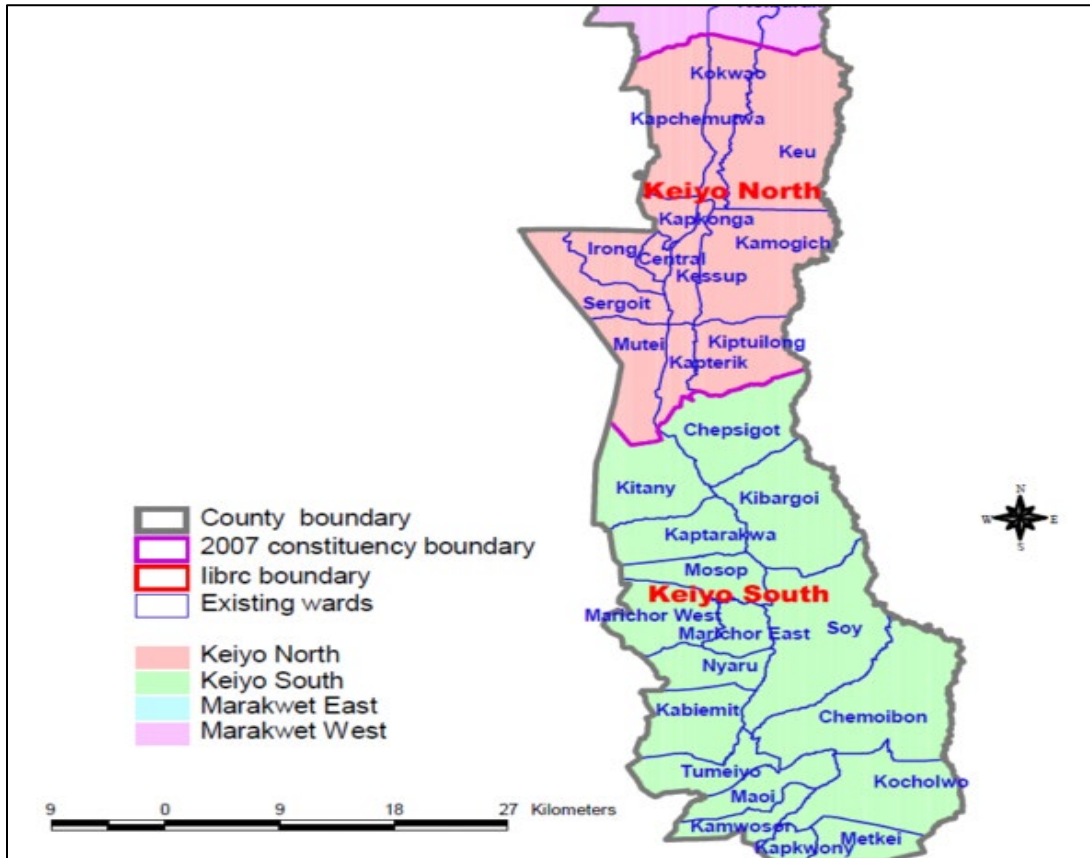 Kokwao
Kapchemutwa
Keu
Keiyo North
Kapkonga
Kamogich
Irong
Central
Kessup
Sergoit
Mutei
Kiptuilong
Kapterik
Chepsigot
Kitany
Kibargoi
Kaptarakwa
Mosop
Keiyo South
Marichor West
Marichor East
Soy
Nyaru
Kabiemit
Chemoibon
Tumeiyo
Kocholwo
Maoi
Kamwosor
Metkei
Kapkwony
N
W E
S
County boundary
2007 constituency boundary
Iibrc boundary
Existing wards
Keiyo North
Keiyo South
Marakwet East
Marakwet West
9 0 9 18 27 Kilometers